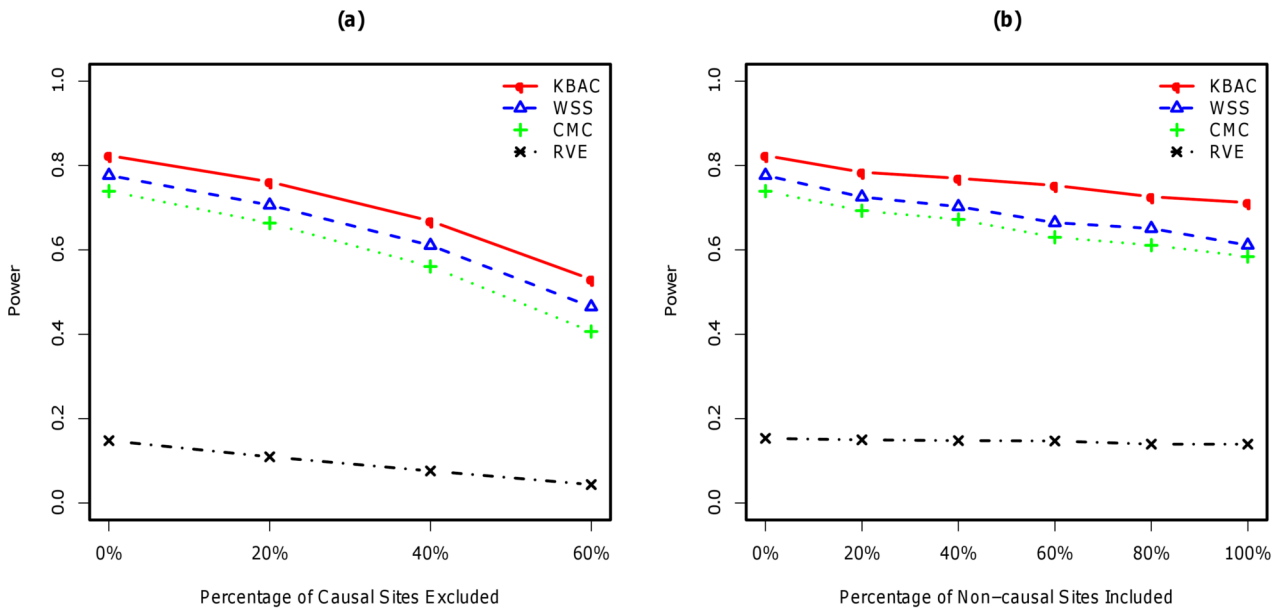 (a)
Power
1.0
0.8
0.6
0.4
0.2
0.0
KBAC
WSS
CMC
RVE
0% 20% 40% 60%
Percentage of Causal Sites Excluded
(b)
Power
1.0
0.8
0.6
0.4
0.2
0.0
KBAC
WSS
CMC
RVE
0% 20% 40% 60% 80% 100%
Percentage of Non−causal Sites Included